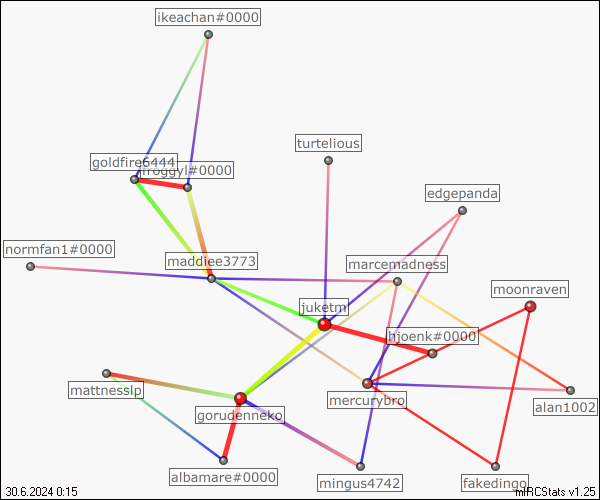 ikeachan#0000
turtelious
goldfire6444
froggyl#0000
edgepanda
normfan1#0000
maddiee3773
marcemadness
moonraven
juketm
hjoenk#0000
mattnesslp
gorudenneko
mercurybro
alan1002
albamare#0000
mingus4742
fakedingo
30.6.2024 0:15
mIRCStats v1.25